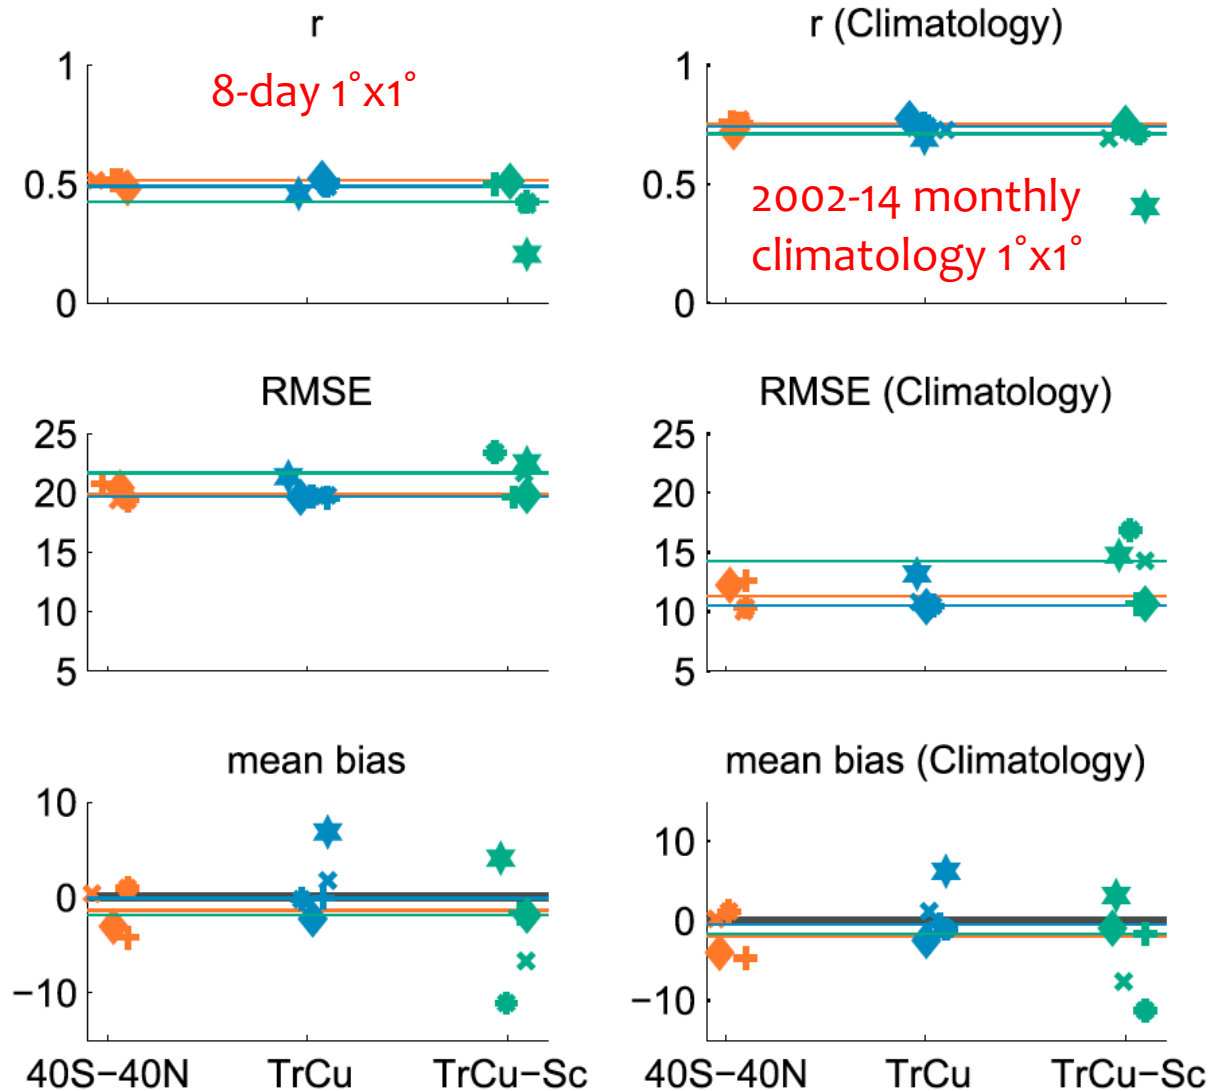 r
8-day 1°x1°
1
0.5
0
r (Climatology)
1
0.5
0
2002-14 monthly
climatology 1°x1°
RMSE
25
20
15
10
5
RMSE (Climatology)
25
20
15
10
5
mean bias
10
0
−10
40S−40N TrCu TrCu−Sc
mean bias (Climatology)
10
0
−10
40S−40N TrCu TrCu−Sc